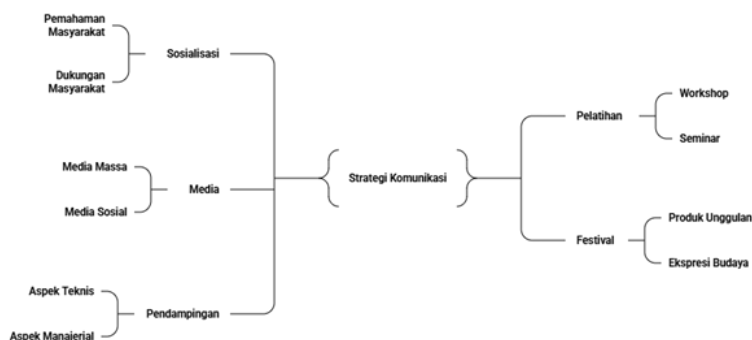 Pemahaman
Masyarakat
Sosialisasi
Dukungan
Masyarakat
Media Massa
Media
Media Sosial
Aspek Teknis
Pendampingan
Aspek Manajerial
Strategi Komunikasi
Workshop
Pelatihan
Seminar
Produk Unggulan
Festival
Ekspresi Budaya